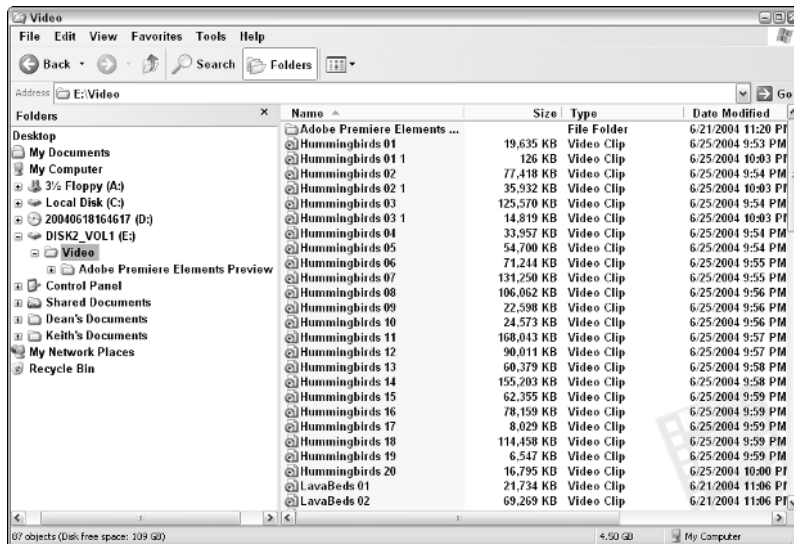 Video
File Edit View Favorites Tools Help
Back Search Folders
Address E:\Video Go
Folders
Desktop
My Documents
My Computer
3½ Floppy (A:)
Local Disk (C:)
20040618164617 (D:)
DISK2_VOL1 (E:)
Video
Adobe Premiere Elements Preview
Control Panel
Shared Documents
Dean's Documents
Keith's Documents
My Network Places
Recycle Bin
Name Size Type Date Modified
Adobe Premiere Elements ... File Folder 6/21/2004 11:20 PM
Hummingbirds 01 19,635 KB Video Clip 6/25/2004 9:53 PM
Hummingbirds 01 1 126 KB Video Clip 6/25/2004 10:03 PM
Hummingbirds 02 77,418 KB Video Clip 6/25/2004 9:54 PM
Hummingbirds 02 1 35,932 KB Video Clip 6/25/2004 10:03 PM
Hummingbirds 03 125,570 KB Video Clip 6/25/2004 9:54 PM
Hummingbirds 03 1 14,819 KB Video Clip 6/25/2004 10:03 PM
Hummingbirds 04 33,957 KB Video Clip 6/25/2004 9:54 PM
Hummingbirds 05 54,700 KB Video Clip 6/25/2004 9:54 PM
Hummingbirds 06 71,244 KB Video Clip 6/25/2004 9:55 PM
Hummingbirds 07 131,250 KB Video Clip 6/25/2004 9:55 PM
Hummingbirds 08 106,062 KB Video Clip 6/25/2004 9:56 PM
Hummingbirds 09 22,598 KB Video Clip 6/25/2004 9:56 PM
Hummingbirds 10 24,573 KB Video Clip 6/25/2004 9:56 PM
Hummingbirds 11 168,043 KB Video Clip 6/25/2004 9:57 PM
Hummingbirds 12 90,011 KB Video Clip 6/25/2004 9:57 PM
Hummingbirds 13 60,379 KB Video Clip 6/25/2004 9:58 PM
Hummingbirds 14 155,203 KB Video Clip 6/25/2004 9:58 PM
Hummingbirds 15 62,355 KB Video Clip 6/25/2004 9:59 PM
Hummingbirds 16 78,159 KB Video Clip 6/25/2004 9:59 PM
Hummingbirds 17 8,029 KB Video Clip 6/25/2004 9:59 PM
Hummingbirds 18 114,458 KB Video Clip 6/25/2004 9:59 PM
Hummingbirds 19 6,547 KB Video Clip 6/25/2004 9:59 PM
Hummingbirds 20 16,795 KB Video Clip 6/25/2004 10:00 PM
LavaBeds 01 21,734 KB Video Clip 6/21/2004 11:06 PM
LavaBeds 02 69,269 KB Video Clip 6/21/2004 11:06 PM
87 objects (Disk free space: 109 GB) 4.50 GB My Computer